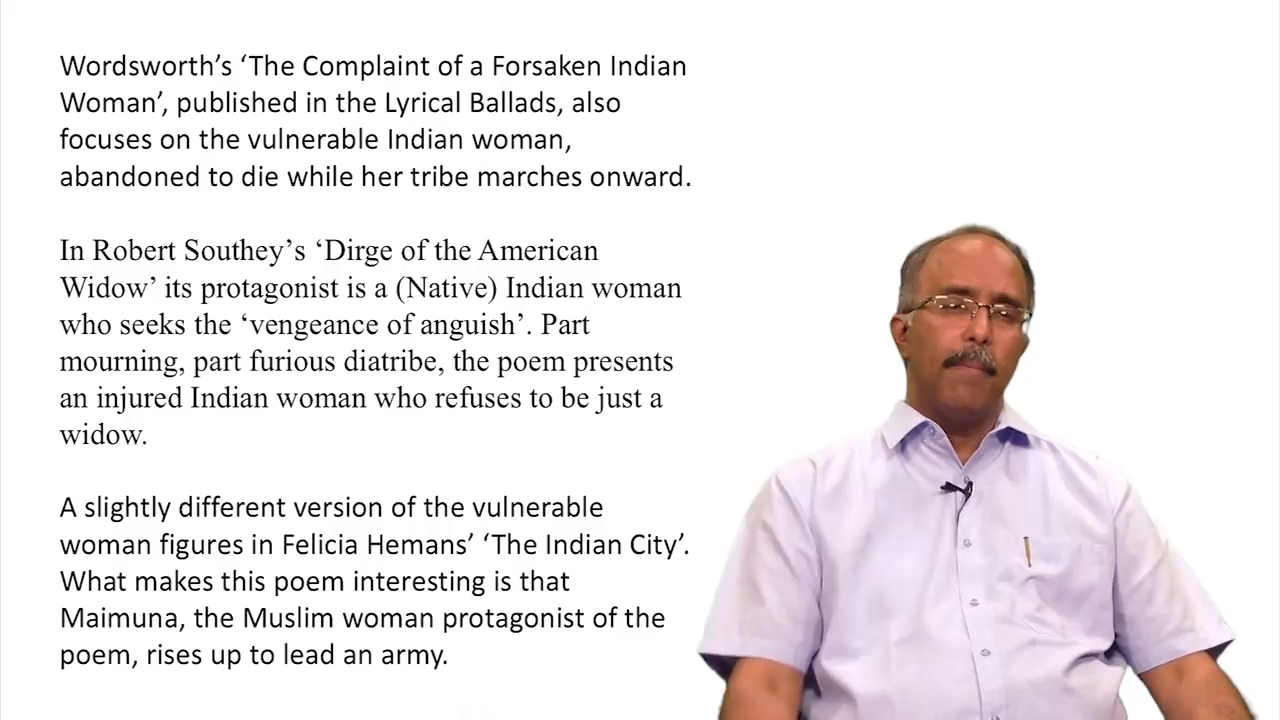 Wordsworth’s ‘The Complaint of a Forsaken Indian
Woman’, published in the Lyrical Ballads, also
focuses on the vulnerable Indian woman,
abandoned to die while her tribe marches onward.
In Robert Southey’s ‘Dirge of the American
Widow’ its protagonist is a (Native) Indian woman
who seeks the ‘vengeance of anguish’. Part
mourning, part furious diatribe, the poem presents
an injured Indian woman who refuses to be just a
widow.
A slightly different version of the vulnerable
woman figures in Felicia Hemans’ ‘The Indian City’.
What makes this poem interesting is that
Maimuna, the Muslim woman protagonist of the
poem, rises up to lead an army.